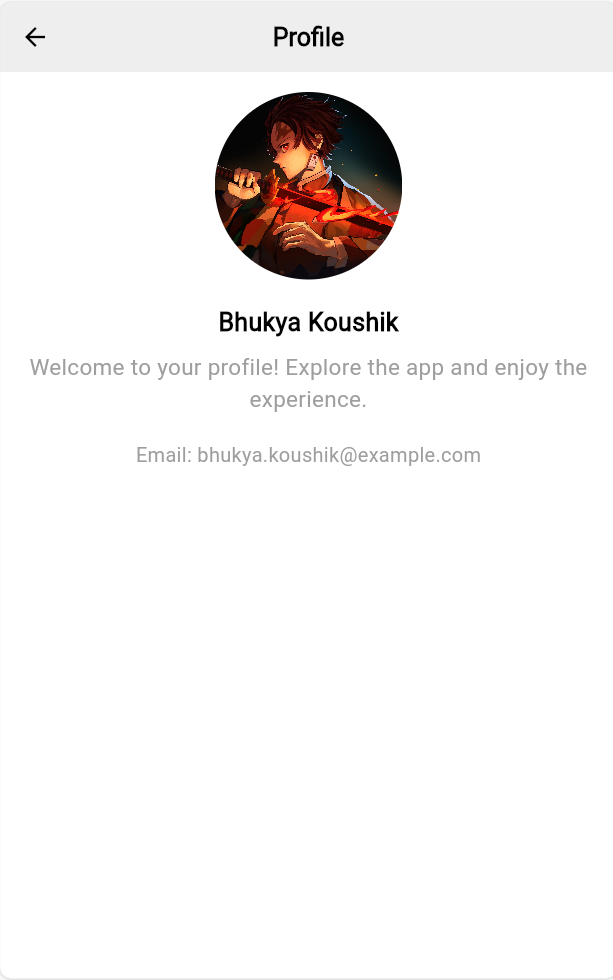 Profile
Bhukya Koushik
Welcome to your profile! Explore the app and enjoy the
experience.
Email: bhukya.koushik@example.com